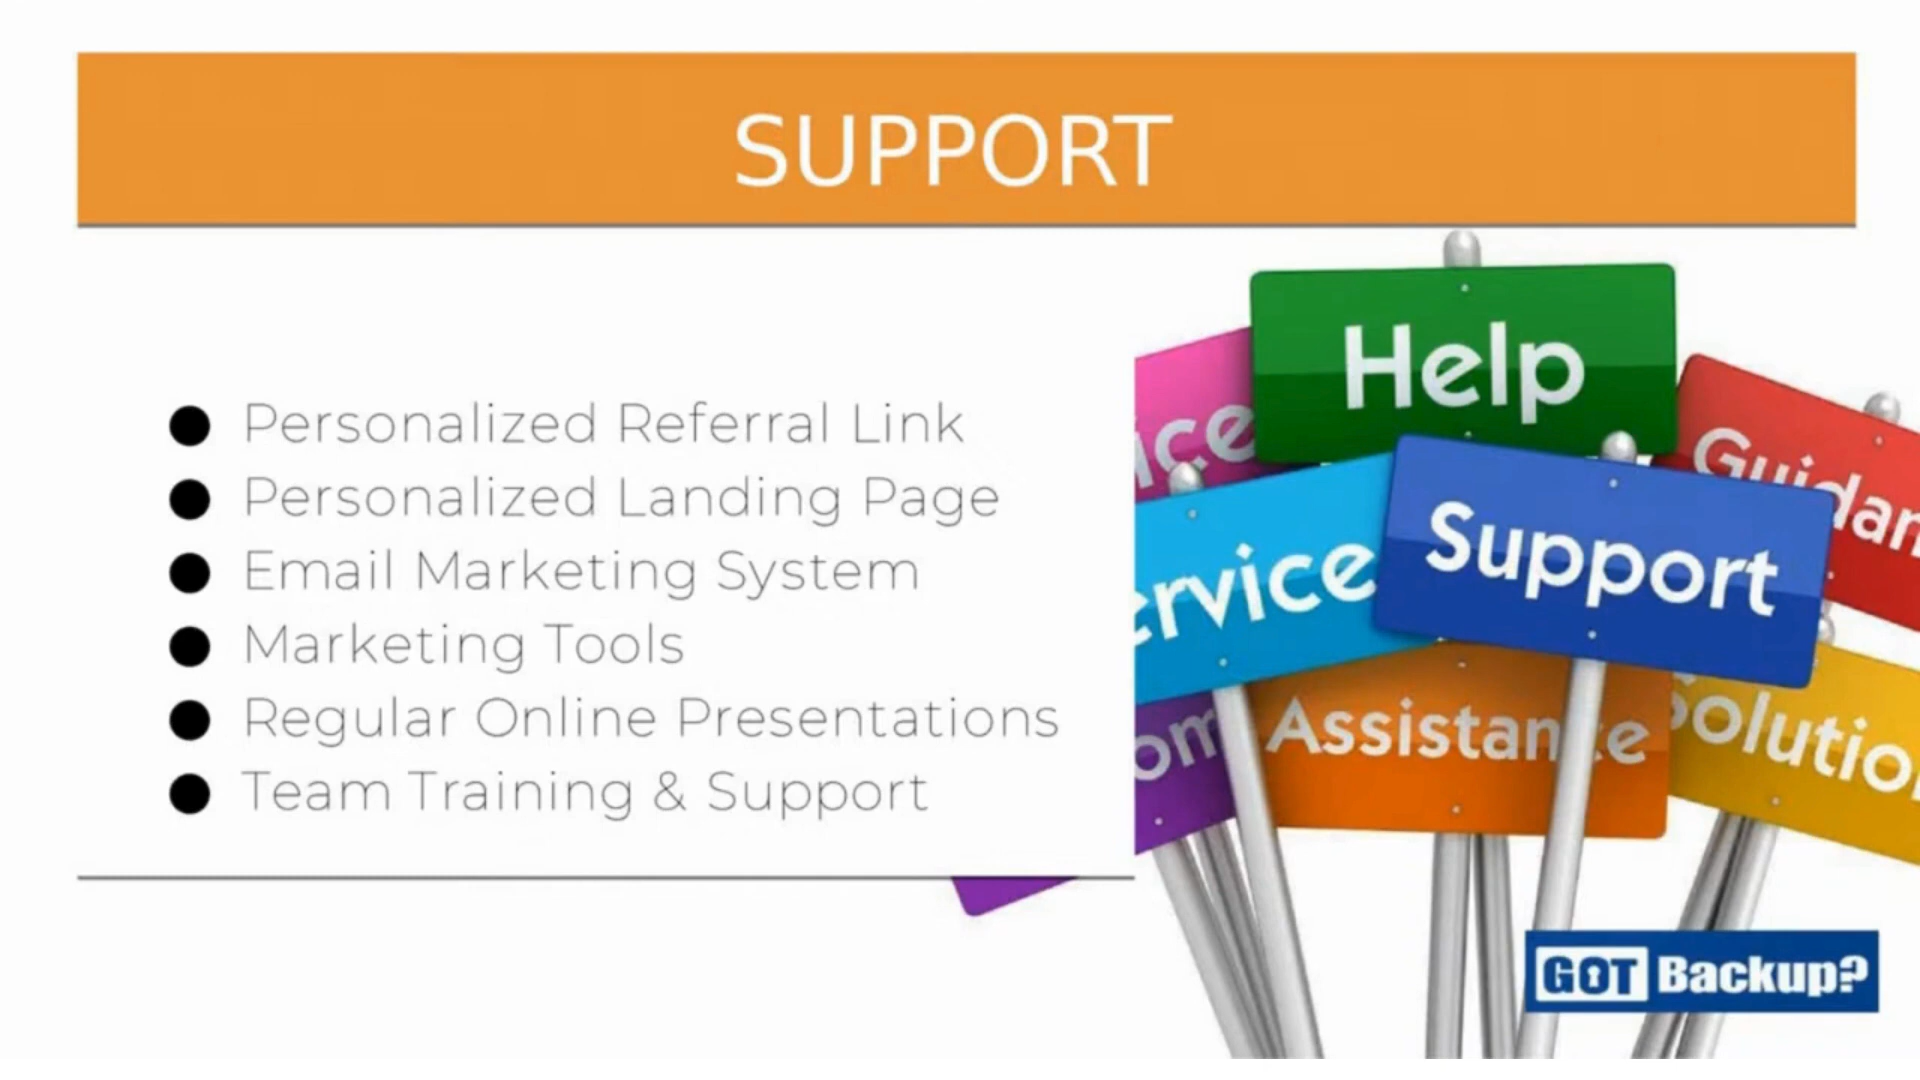 SUPPORT
Personalized Referral Link
Personalized Landing Page
Email Marketing System
Marketing Tools
Regular Online Presentations
Team Training & Support
Help
Support
Assistance
GOT Backup?